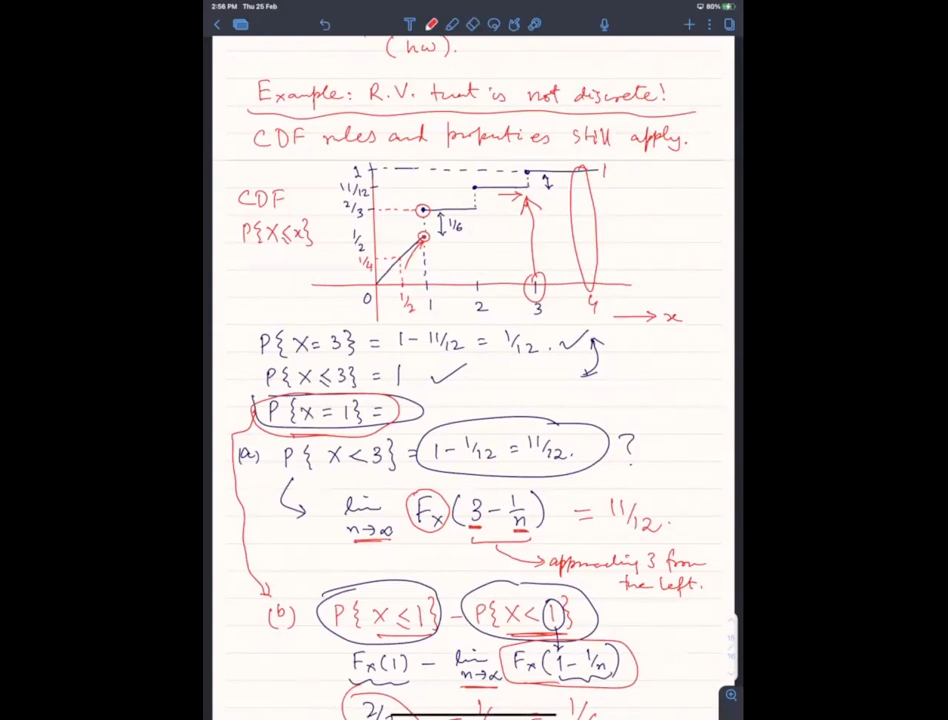 2:56 PM Thu 25 Feb
80%
(hw).
Example: R.V. that is not discrete!
CDF rules and properties still apply.
CDF
P{X≤x}
1
11/12
2/3
1/2
1/4
0
1/6
1
1/2
1
2
3
4
x
P{X=3} = 1 - 11/12 = 1/12. ✓
P{X≤3} = 1 ✓
P{X=1} =
(a) P{X<3} = 1 - 1/12 = 11/12. ?
lim n→∞ Fx(3 - 1/n) = 11/12.
approaching 3 from
the left.
(b) P{X≤1} - P{X<1}
Fx(1) - lim n→∞ Fx(1 - 1/n)